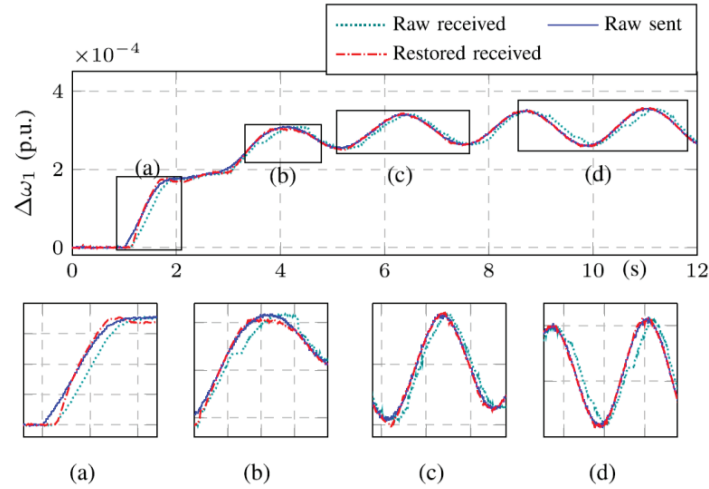 Raw received Raw sent
Restored received
×10⁻⁴
4
2
0
Δω₁ (p.u.)
(a)
(b)
(c)
(d)
0 2 4 6 8 10 (s) 12
(a) (b) (c) (d)